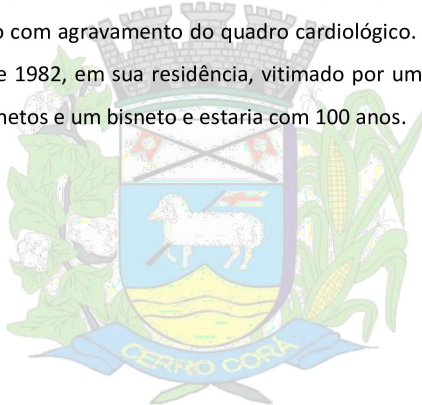 com agravamento do quadro cardiológico.
1982, em sua residência, vitimado por um
netos e um bisneto e estaria com 100 anos.
CERRO CORÁ